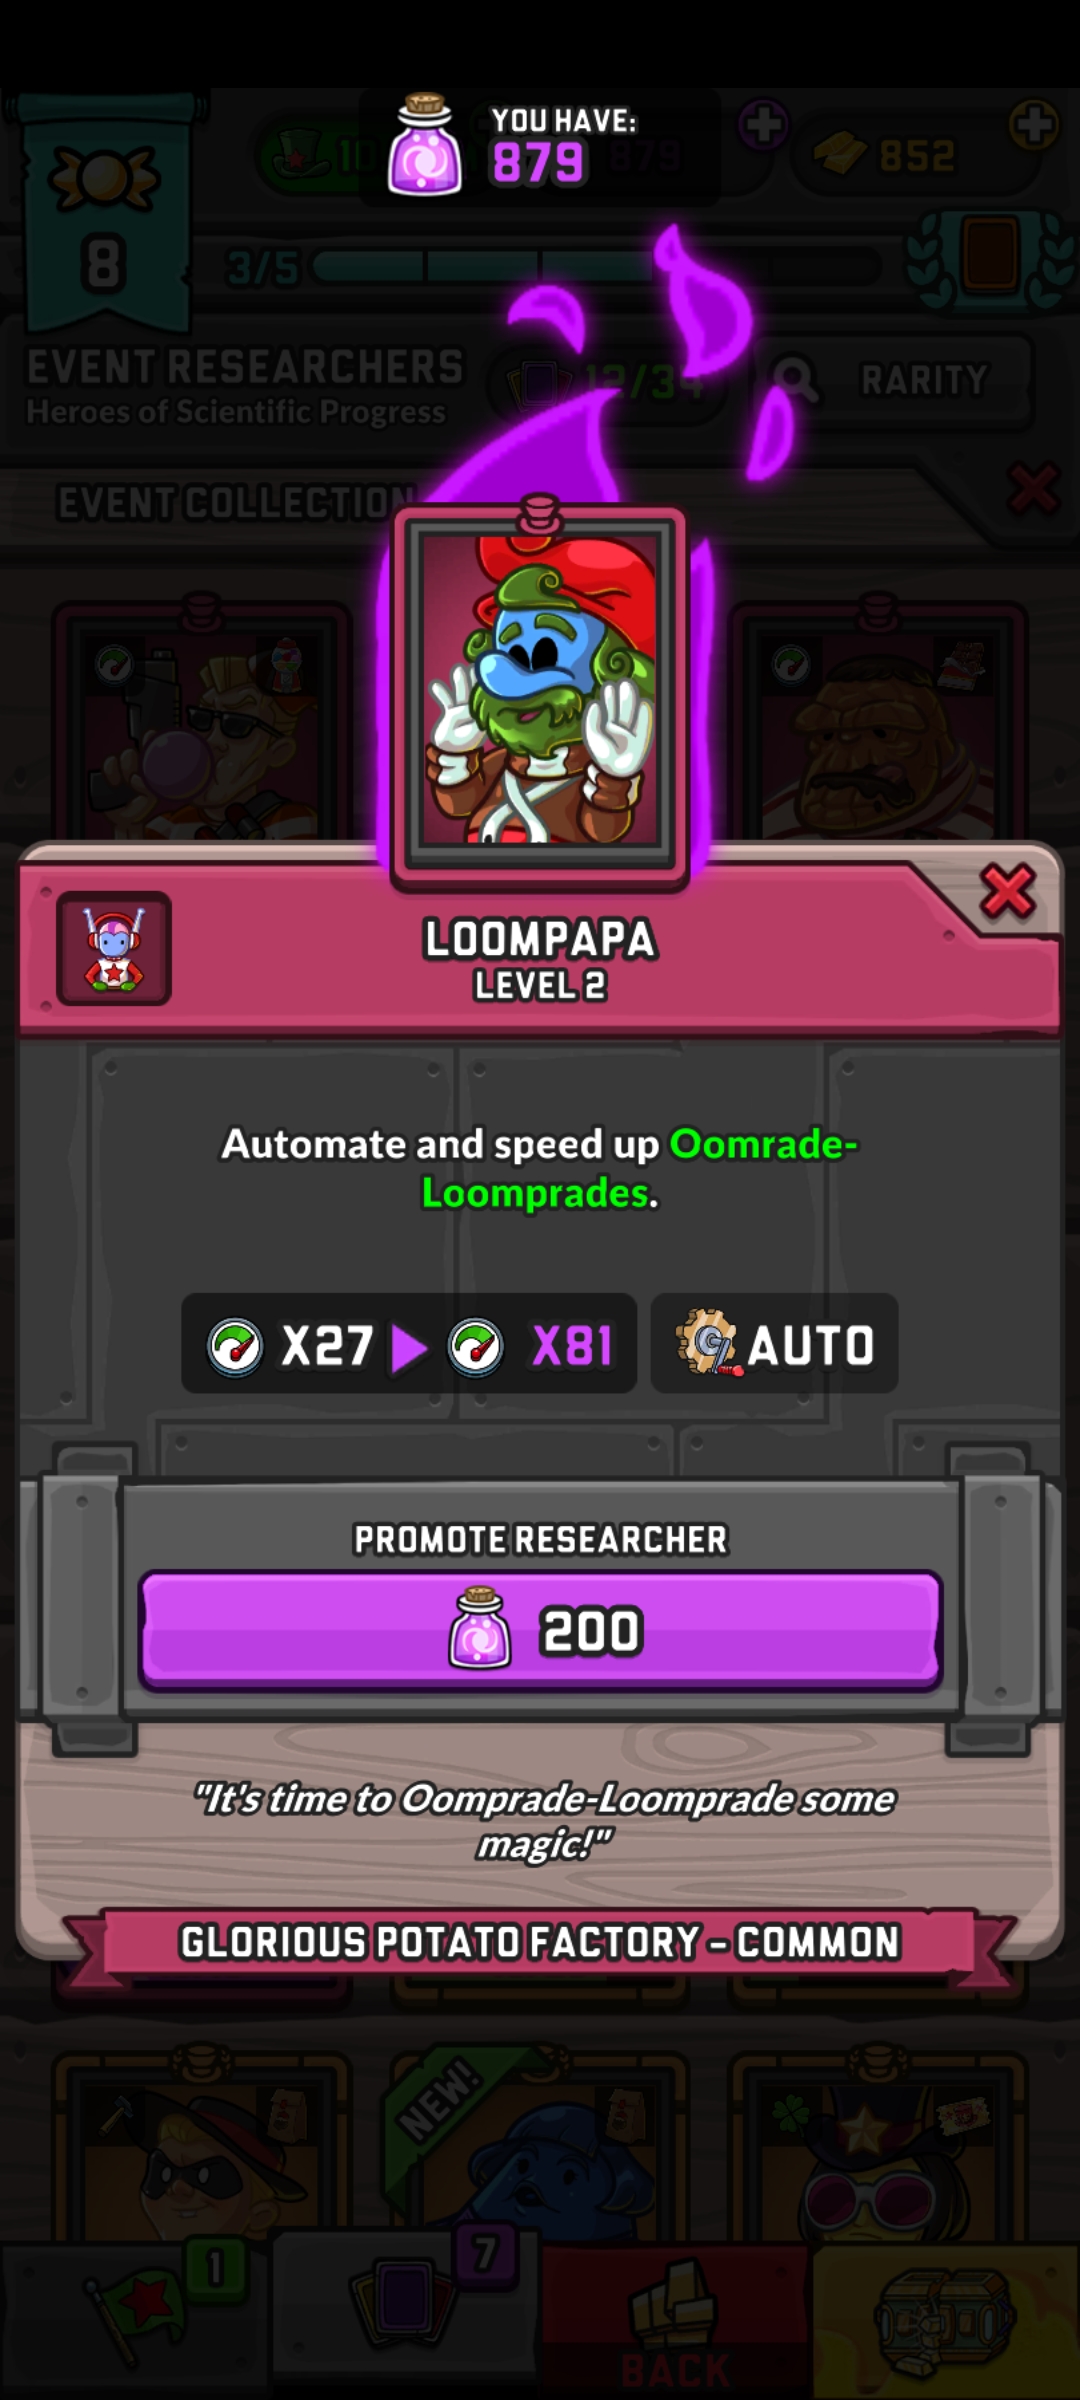 YOU HAVE:
879
852
8
3/5
EVENT RESEARCHERS
12/34
RARITY
Heroes of Scientific Progress
EVENT COLLECTION
LOOMPAPA
LEVEL 2
Automate and speed up Oomrade-
Loomprades.
X27 X81 AUTO
PROMOTE RESEARCHER
200
"It's time to Oomprade-Loomprade some
magic!"
GLORIOUS POTATO FACTORY - COMMON
NEW!
1
7
BACK